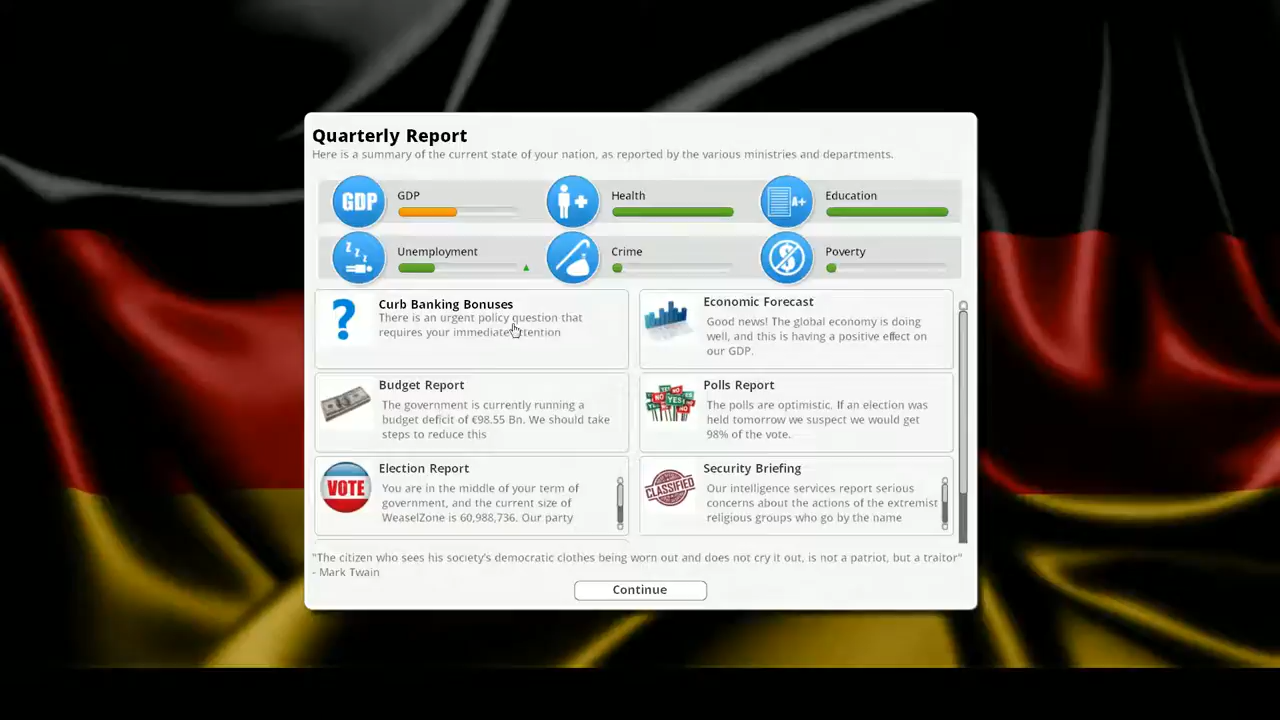 Quarterly Report
Here is a summary of the current state of your nation, as reported by the various ministries and departments.
GDP
GDP
Health
A+
Education
Z Z Z
Unemployment
Crime
$
Poverty
?
Curb Banking Bonuses
There is an urgent policy question that
requires your immediate attention
Economic Forecast
Good news! The global economy is doing
well, and this is having a positive effect on
our GDP.
Budget Report
The government is currently running a
budget deficit of €98.55 Bn. We should take
steps to reduce this
NO YES NO YES NO
Polls Report
The polls are optimistic. If an election was
held tomorrow we suspect we would get
98% of the vote.
VOTE
Election Report
You are in the middle of your term of
government, and the current size of
WeaselZone is 60,988,736. Our party
CLASSIFIED
Security Briefing
Our intelligence services report serious
concerns about the actions of the extremist
religious groups who go by the name
"The citizen who sees his society's democratic clothes being worn out and does not cry it out, is not a patriot, but a traitor"
- Mark Twain
Continue